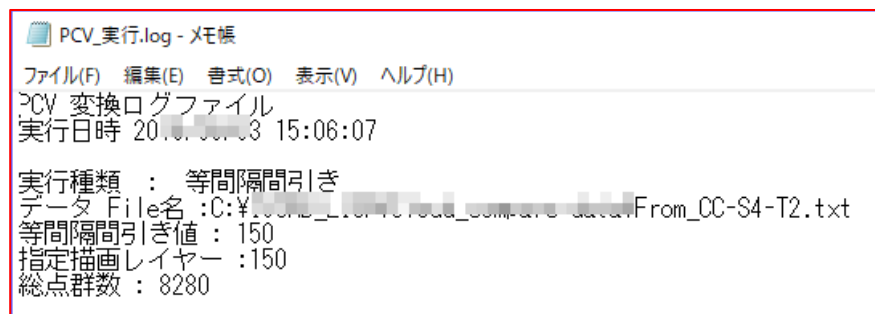 PCV_実行.log - メモ帳
ファイル(F) 編集(E) 書式(O) 表示(V) ヘルプ(H)
PCV 変換ログファイル
実行日時 20 3 15:06:07
実行種類 : 等間隔間引き
データ File名 :C:¥ From_CC-S4-T2.txt
等間隔間引き値 : 150
指定描画レイヤー :150
総点群数 : 8280